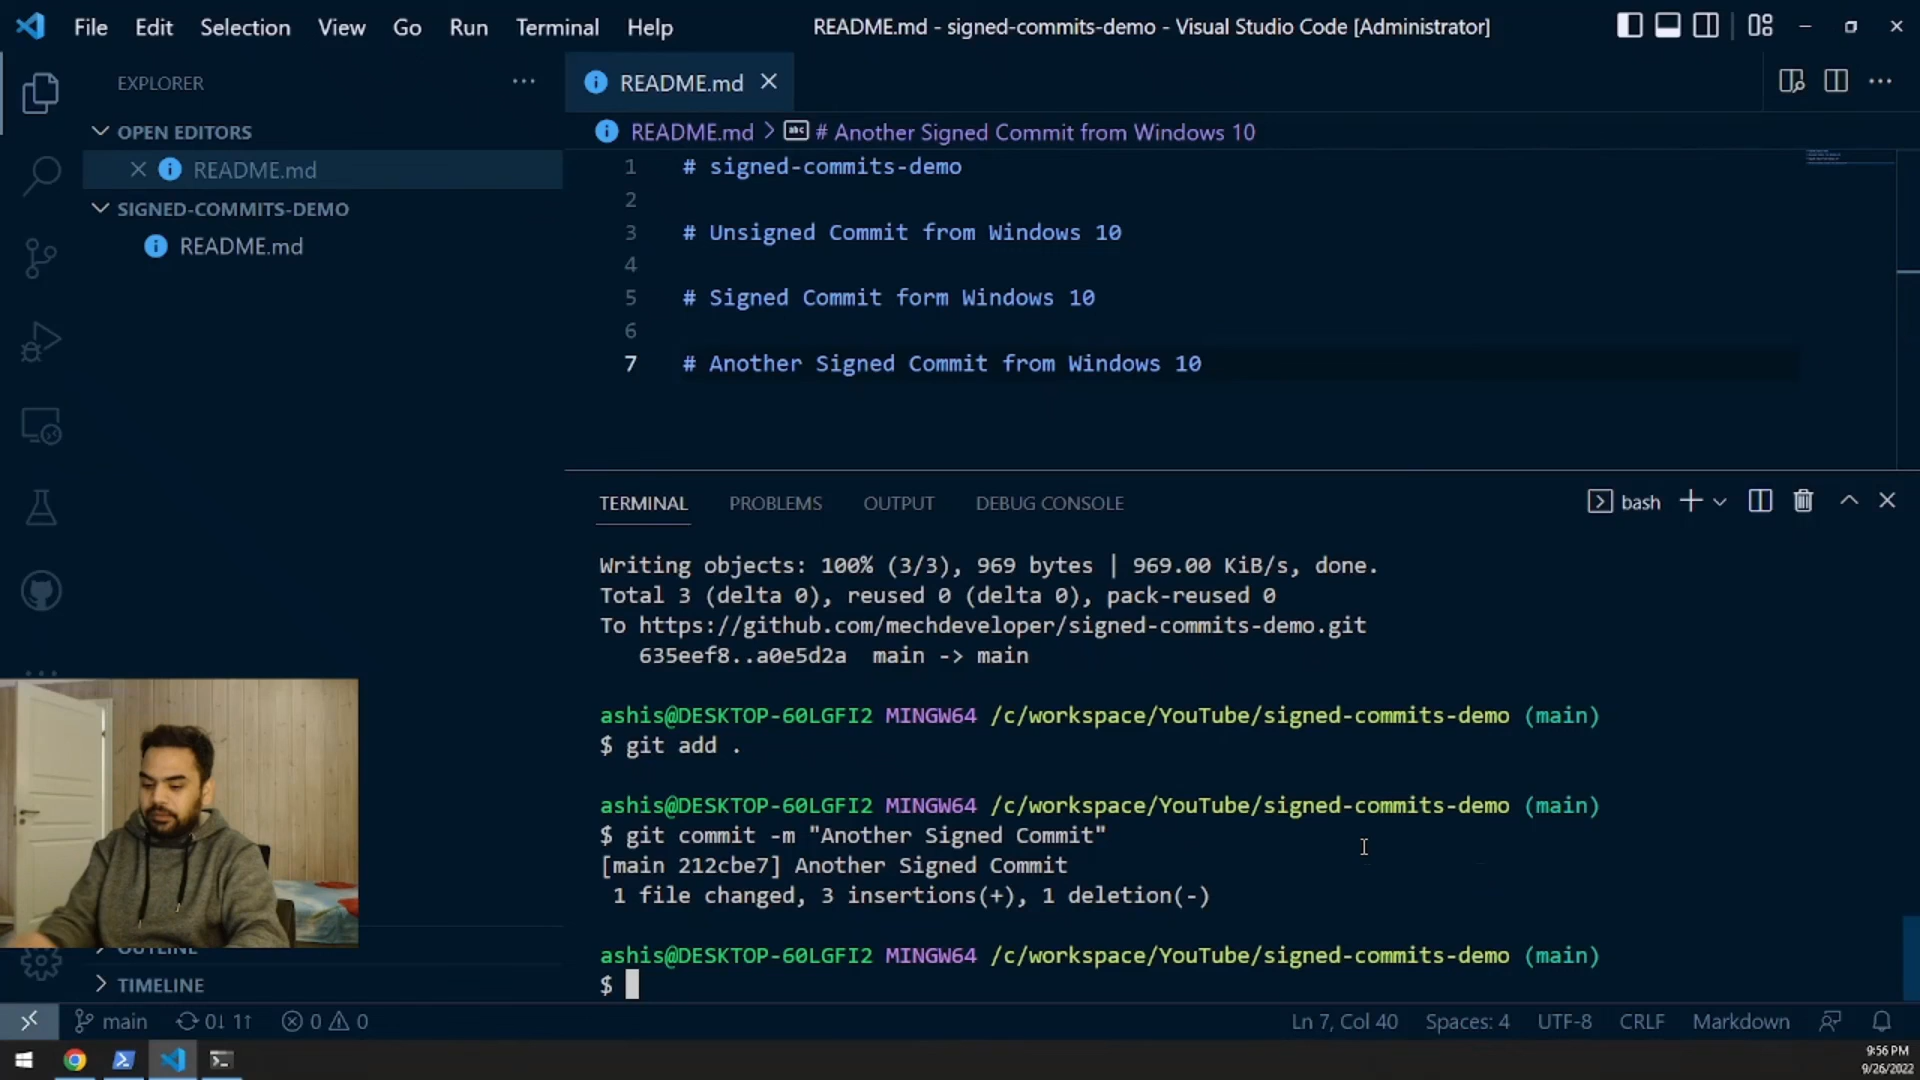 File Edit Selection View Go Run Terminal Help
README.md - signed-commits-demo - Visual Studio Code [Administrator]
EXPLORER
OPEN EDITORS
README.md
SIGNED-COMMITS-DEMO
README.md
TIMELINE
README.md
README.md > # Another Signed Commit from Windows 10
1 # signed-commits-demo
2
3 # Unsigned Commit from Windows 10
4
5 # Signed Commit form Windows 10
6
7 # Another Signed Commit from Windows 10
TERMINAL PROBLEMS OUTPUT DEBUG CONSOLE
bash
Writing objects: 100% (3/3), 969 bytes | 969.00 KiB/s, done.
Total 3 (delta 0), reused 0 (delta 0), pack-reused 0
To https://github.com/mechdeveloper/signed-commits-demo.git
635eef8..a0e5d2a main -> main
ashis@DESKTOP-60LGFI2 MINGW64 /c/workspace/YouTube/signed-commits-demo (main)
$ git add .
ashis@DESKTOP-60LGFI2 MINGW64 /c/workspace/YouTube/signed-commits-demo (main)
$ git commit -m "Another Signed Commit"
[main 212cbe7] Another Signed Commit
1 file changed, 3 insertions(+), 1 deletion(-)
ashis@DESKTOP-60LGFI2 MINGW64 /c/workspace/YouTube/signed-commits-demo (main)
$
main 0↓ 1↑ 0 0
Ln 7, Col 40 Spaces: 4 UTF-8 CRLF Markdown
9:56 PM
9/26/2022